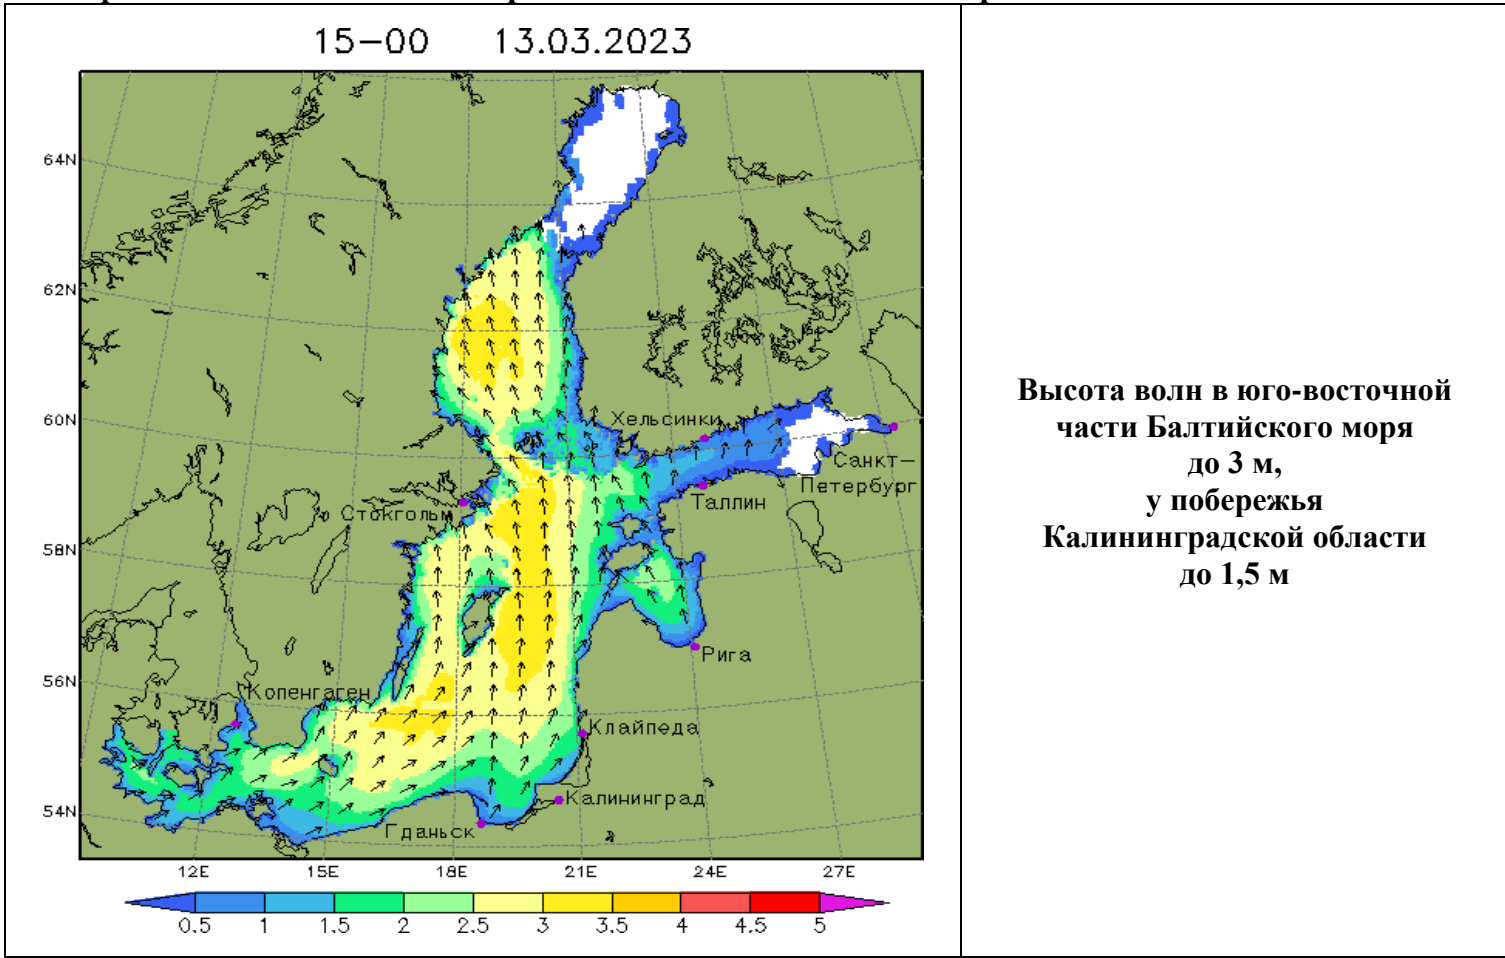 15-00 13.03.2023
64N
62N
60N
58N
56N
54N
Хельсинки
Санкт-
Петербург
Таллин
Стокгольм
Рига
Копенгаген
Клайпеда
Калининград
Гданьск
12E 15E 18E 21E 24E 27E
0.5 1 1.5 2 2.5 3 3.5 4 4.5 5
Высота волн в юго-восточной
части Балтийского моря
до 3 м,
у побережья
Калининградской области
до 1,5 м